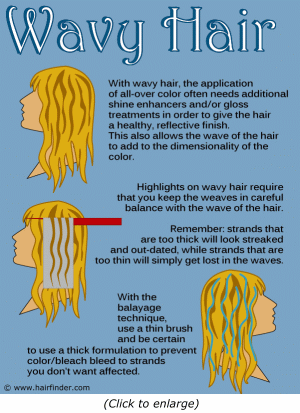 Wavy Hair
With wavy hair, the application
of all-over color often needs additional
shine enhancers and/or gloss
treatments in order to give the hair
a healthy, reflective finish.
This also allows the wave of the hair
to add to the dimensionality of the
color.
Highlights on wavy hair require
that you keep the weaves in careful
balance with the wave of the hair.
Remember: strands that
are too thick will look streaked
and out-dated, while strands that are
too thin will simply get lost in the waves.
With the
balayage
technique,
use a thin brush
and be certain
to use a thick formulation to prevent
color/bleach bleed to strands
you don't want affected.
© www.hairfinder.com
(Click to enlarge)